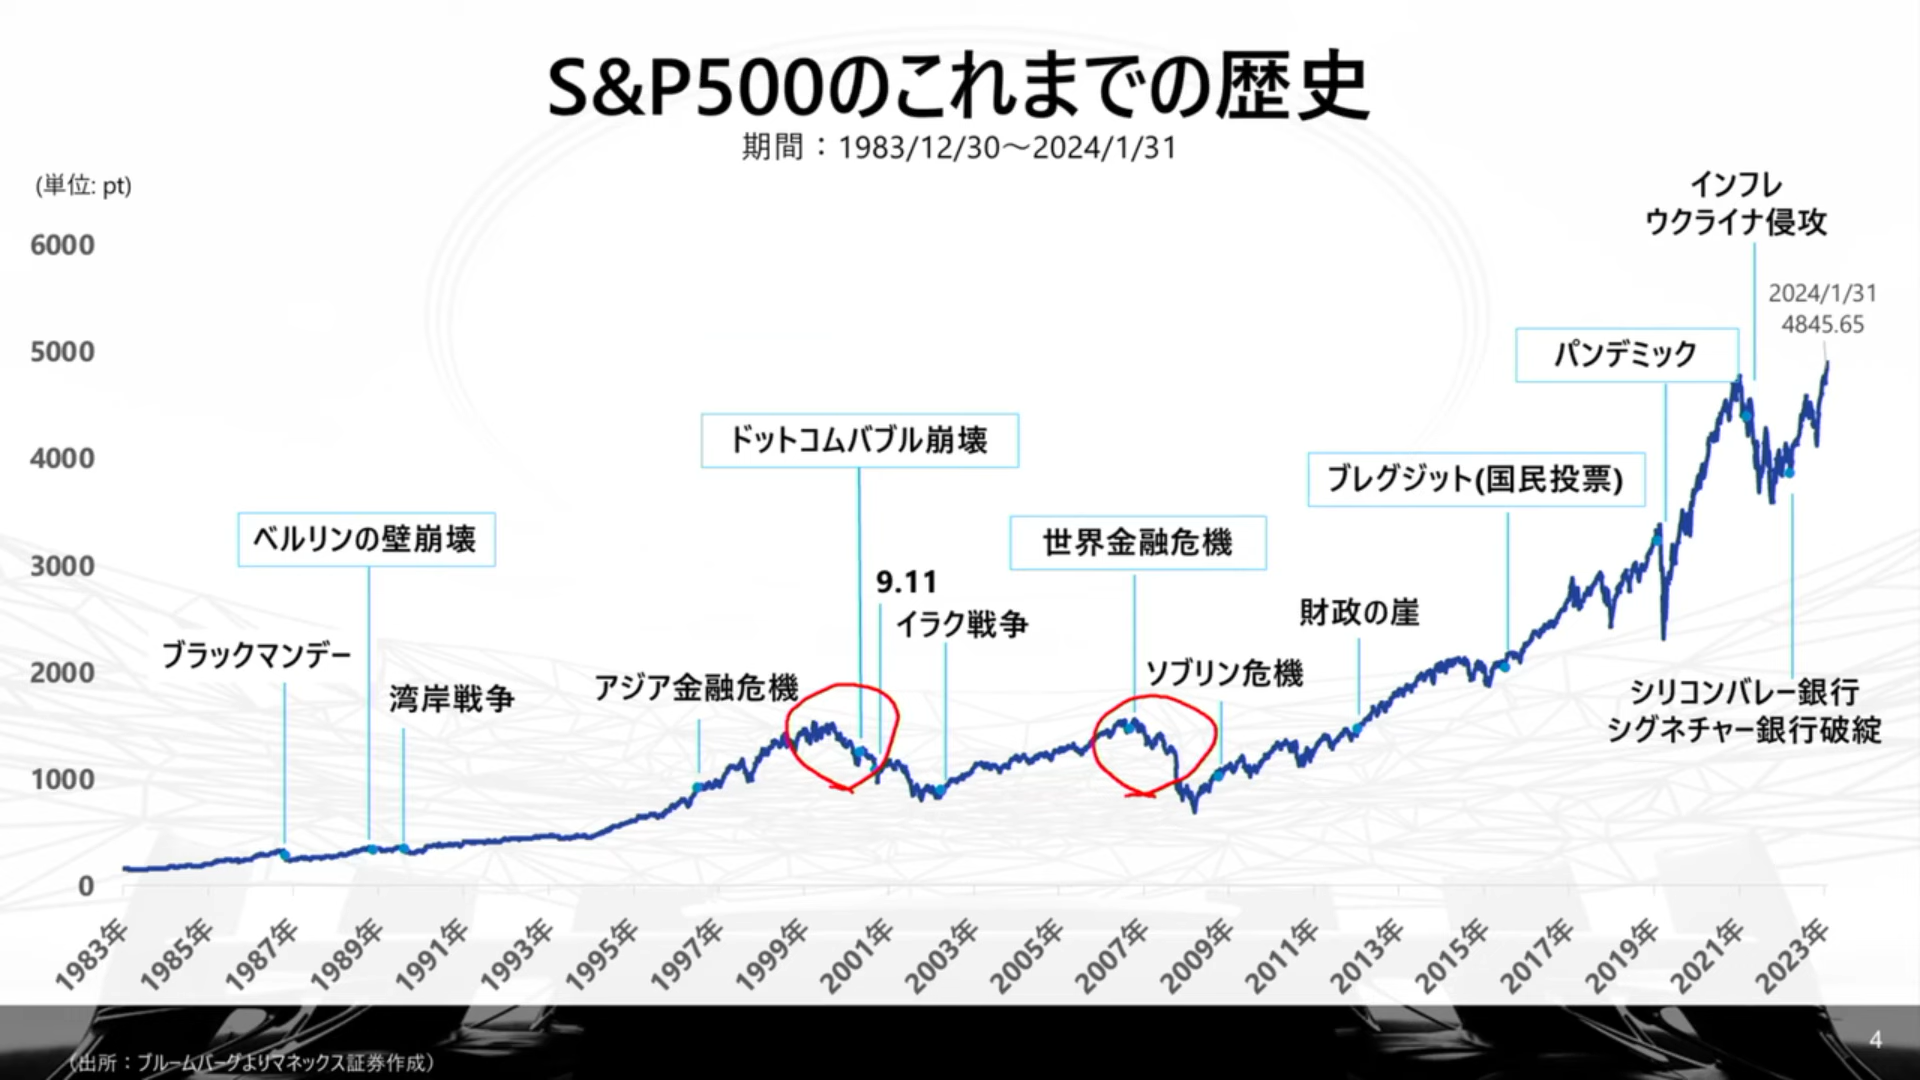 S&P500のこれまでの歴史
期間：1983/12/30～2024/1/31
(単位: pt)
インフレ
ウクライナ侵攻
6000
2024/1/31
4845.65
5000
パンデミック
ドットコムバブル崩壊
4000
ブレグジット(国民投票)
ベルリンの壁崩壊
世界金融危機
3000
9.11
イラク戦争
財政の崖
ブラックマンデー
2000
ソブリン危機
アジア金融危機
湾岸戦争
シリコンバレー銀行
シグネチャー銀行破綻
1000
0
1983年
1985年
1987年
1989年
1991年
1993年
1995年
1997年
1999年
2001年
2003年
2005年
2007年
2009年
2011年
2013年
2015年
2017年
2019年
2021年
2023年
4
（出所：ブルームバーグよりマネックス証券作成）